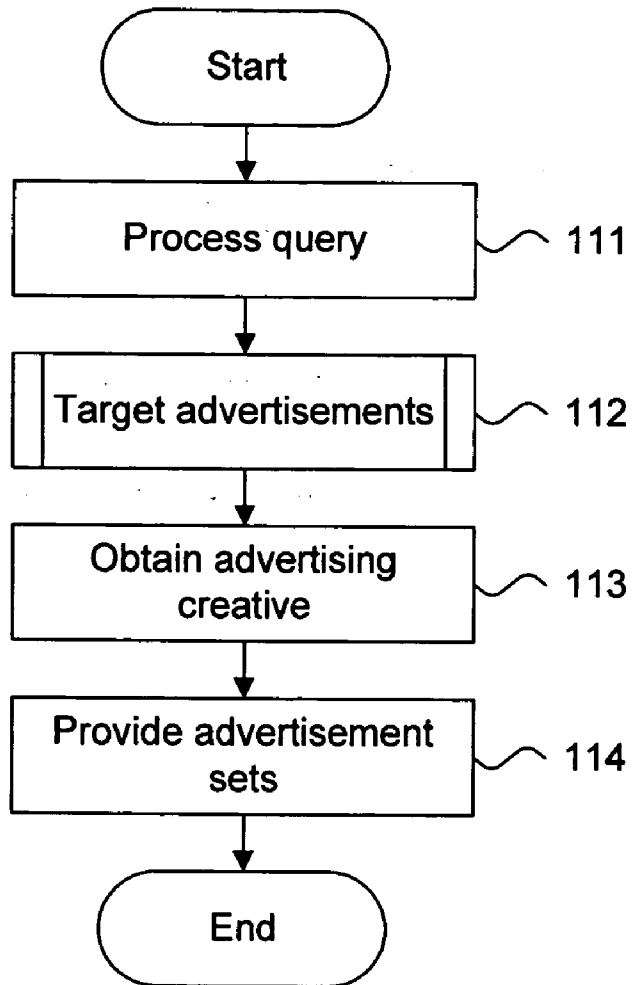 Start
Process query 111
Target advertisements 112
Obtain advertising
creative
113
Provide advertisement
sets
114
End